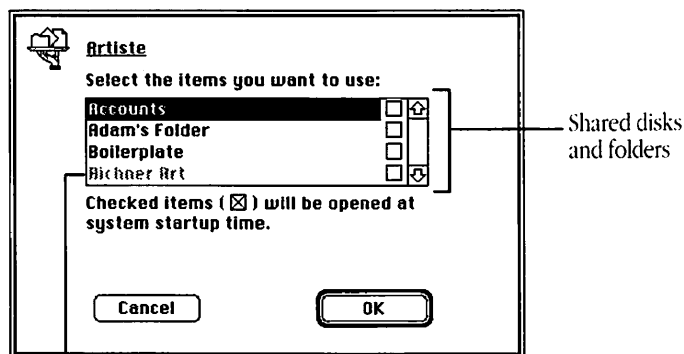 Artiste
Select the items you want to use:
Accounts
Adam's Folder
Boilerplate
Bichner Art
Checked items ( ☒ ) will be opened at
system startup time.
Cancel
OK
Shared disks
and folders